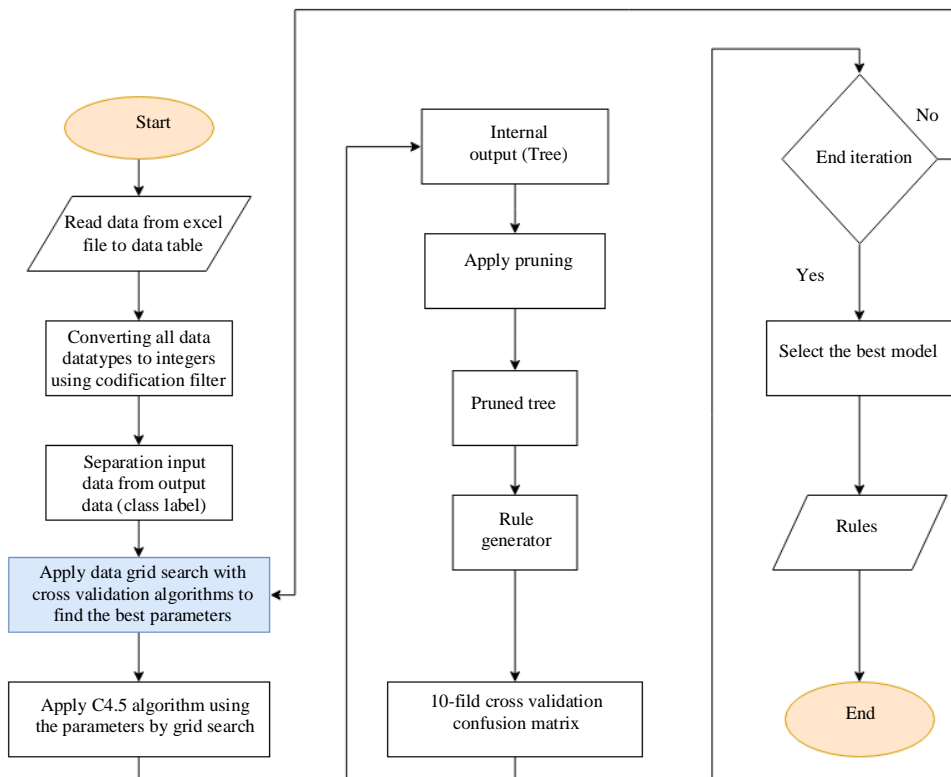 Start
Read data from excel
file to data table
Converting all data
datatypes to integers
using codification filter
Separation input
data from output
data (class label)
Apply data grid search with
cross validation algorithms to
find the best parameters
Apply C4.5 algorithm using
the parameters by grid search
Internal
output (Tree)
Apply pruning
Pruned tree
Rule
generator
10-fild cross validation
confusion matrix
End iteration
No
Yes
Select the best model
Rules
End